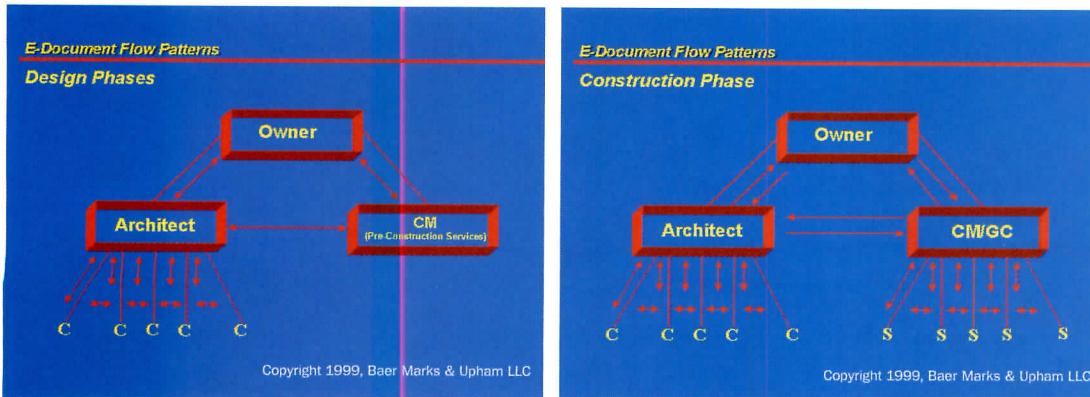 E-Document Flow Patterns
Design Phases
Owner
Architect
CM
(Pre-Construction Services)
C C C C C
Copyright 1999, Baer Marks & Upham LLC
E-Document Flow Patterns
Construction Phase
Owner
Architect
CM/GC
C C C C C S S S S S
Copyright 1999, Baer Marks & Upham LLC